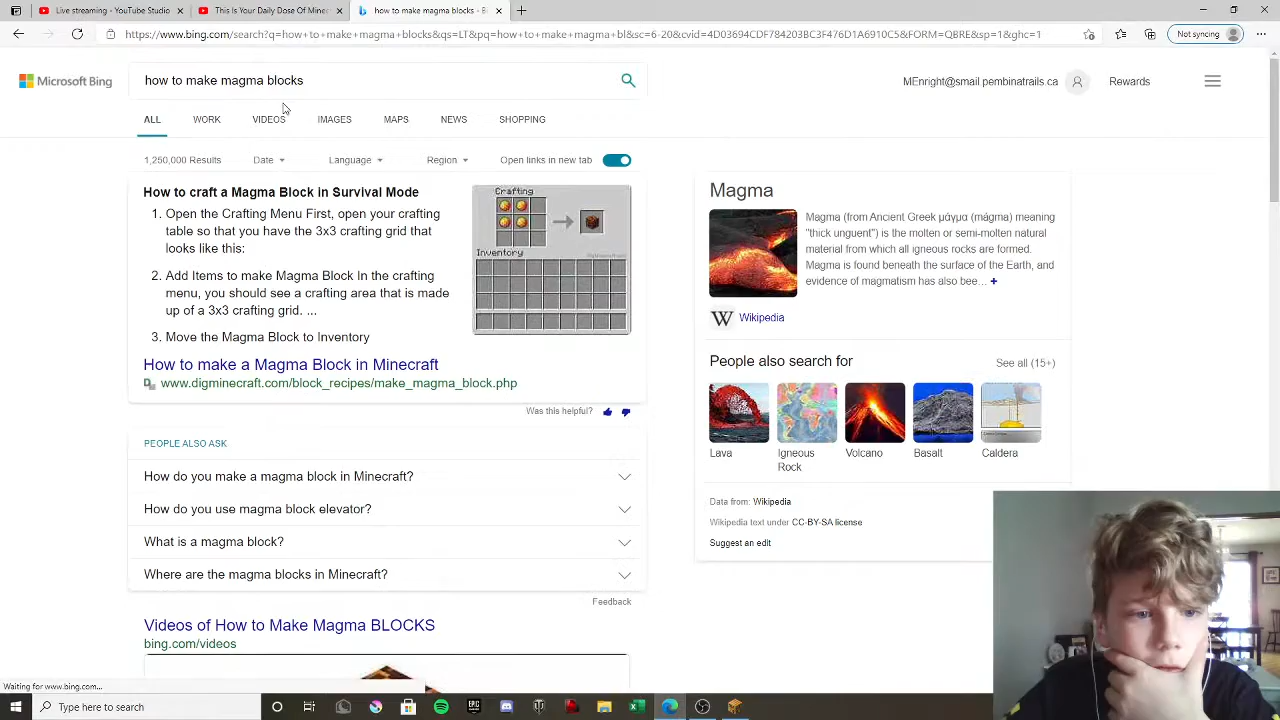 Live streaming - YouTube Studio
This Is Your Daily Dose Of Minec
how to make magma blocks - Bin
https://www.bing.com/search?q=how+to+make+magma+blocks&qs=LT&pq=how+to+make+magma+bl&sc=6-20&cvid=4D03694CDF784203BC3F476D1A6910C5&FORM=QBRE&sp=1&ghc=1
Not syncing
Microsoft Bing
how to make magma blocks
MEnright@smail.pembinatrails.ca
Rewards
ALL WORK VIDEOS IMAGES MAPS NEWS SHOPPING
1,250,000 Results Date Language Region Open links in new tab
How to craft a Magma Block in Survival Mode
1. Open the Crafting Menu First, open your crafting
table so that you have the 3x3 crafting grid that
looks like this:
2. Add Items to make Magma Block In the crafting
menu, you should see a crafting area that is made
up of a 3x3 crafting grid. ...
3. Move the Magma Block to Inventory
Crafting
Inventory
How to make a Magma Block in Minecraft
www.digminecraft.com/block_recipes/make_magma_block.php
Was this helpful?
PEOPLE ALSO ASK
How do you make a magma block in Minecraft?
How do you use magma block elevator?
What is a magma block?
Where are the magma blocks in Minecraft?
Feedback
Videos of How to Make Magma BLOCKS
bing.com/videos
Magma
Magma (from Ancient Greek μάγμα (mágma) meaning
"thick unguent") is the molten or semi-molten natural
material from which all igneous rocks are formed.
Magma is found beneath the surface of the Earth, and
evidence of magmatism has also bee... +
W Wikipedia
People also search for See all (15+)
Lava
Igneous
Rock
Volcano
Basalt
Caldera
Data from: Wikipedia
Wikipedia text under CC-BY-SA license
Suggest an edit
Waiting for www.bing.com...
Type here to search